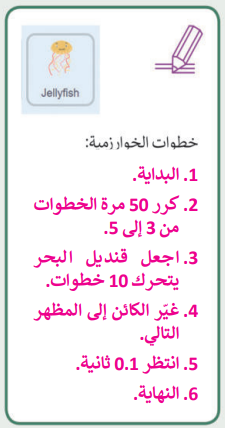 Jellyfish
خطوات الخوارزمية:
1. البداية.
2. كرر 50 مرة الخطوات
من 3 إلى 5.
3. اجعل قنديل البحر
يتحرك 10 خطوات.
4. غيّر الكائن إلى المظهر
التالي.
5. انتظر 0.1 ثانية.
6. النهاية.